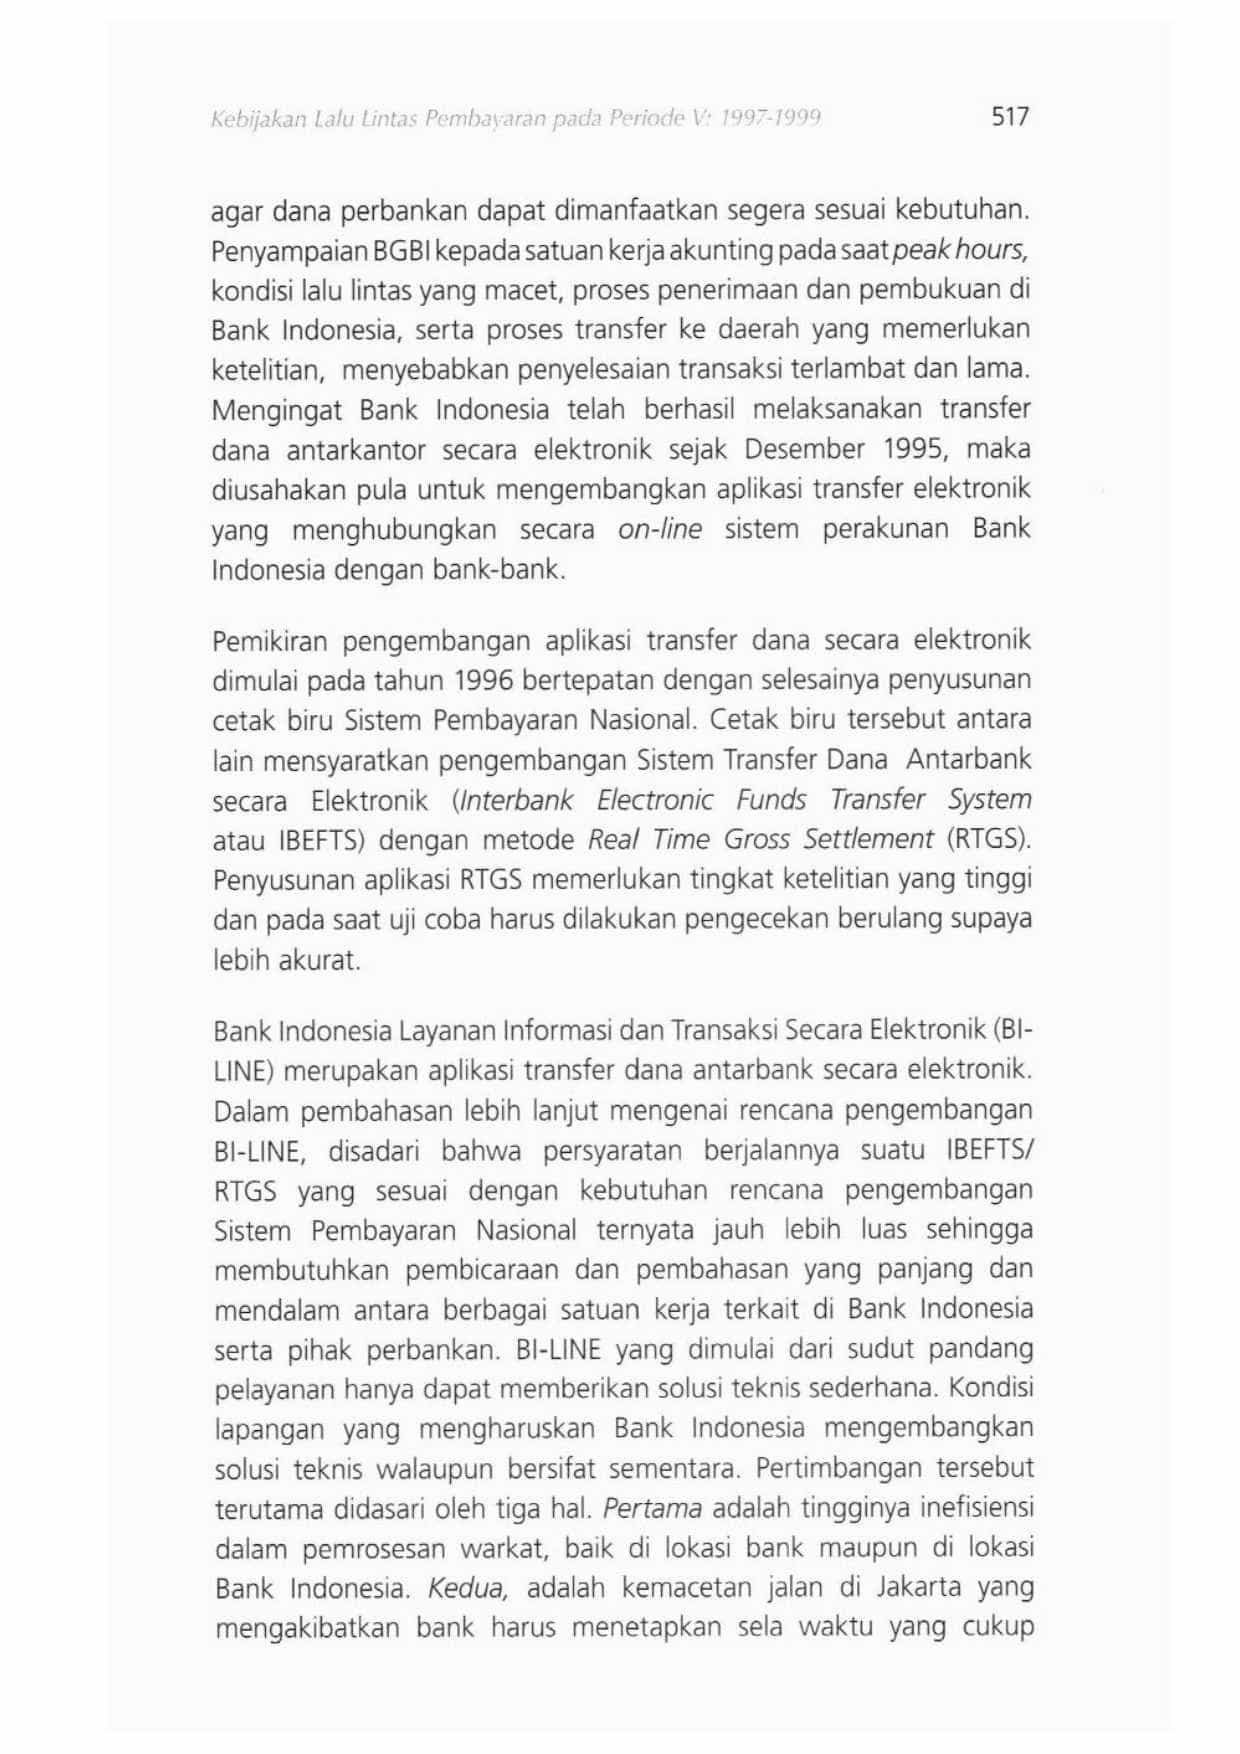 Kebijakan Lalu Lintas Pembayaran pada Periode V: 1997-1999 517
agar dana perbankan dapat dimanfaatkan segera sesuai kebutuhan.
Penyampaian BGBI kepada satuan kerja akunting pada saat peak hours,
kondisi lalu lintas yang macet, proses penerimaan dan pembukuan di
Bank Indonesia, serta proses transfer ke daerah yang memerlukan
ketelitian, menyebabkan penyelesaian transaksi terlambat dan lama.
Mengingat Bank Indonesia telah berhasil melaksanakan transfer
dana antarkantor secara elektronik sejak Desember 1995, maka
diusahakan pula untuk mengembangkan aplikasi transfer elektronik
yang menghubungkan secara on-line sistem perakunan Bank
Indonesia dengan bank-bank.
Pemikiran pengembangan aplikasi transfer dana secara elektronik
dimulai pada tahun 1996 bertepatan dengan selesainya penyusunan
cetak biru Sistem Pembayaran Nasional. Cetak biru tersebut antara
lain mensyaratkan pengembangan Sistem Transfer Dana Antarbank
secara Elektronik (Interbank Electronic Funds Transfer System
atau IBEFTS) dengan metode Real Time Gross Settlement (RTGS).
Penyusunan aplikasi RTGS memerlukan tingkat ketelitian yang tinggi
dan pada saat uji coba harus dilakukan pengecekan berulang supaya
lebih akurat.
Bank Indonesia Layanan Informasi dan Transaksi Secara Elektronik (BI-
LINE) merupakan aplikasi transfer dana antarbank secara elektronik.
Dalam pembahasan lebih lanjut mengenai rencana pengembangan
BI-LINE, disadari bahwa persyaratan berjalannya suatu IBEFTS/
RTGS yang sesuai dengan kebutuhan rencana pengembangan
Sistem Pembayaran Nasional ternyata jauh lebih luas sehingga
membutuhkan pembicaraan dan pembahasan yang panjang dan
mendalam antara berbagai satuan kerja terkait di Bank Indonesia
serta pihak perbankan. BI-LINE yang dimulai dari sudut pandang
pelayanan hanya dapat memberikan solusi teknis sederhana. Kondisi
lapangan yang mengharuskan Bank Indonesia mengembangkan
solusi teknis walaupun bersifat sementara. Pertimbangan tersebut
terutama didasari oleh tiga hal. Pertama adalah tingginya inefisiensi
dalam pemrosesan warkat, baik di lokasi bank maupun di lokasi
Bank Indonesia. Kedua, adalah kemacetan jalan di Jakarta yang
mengakibatkan bank harus menetapkan sela waktu yang cukup